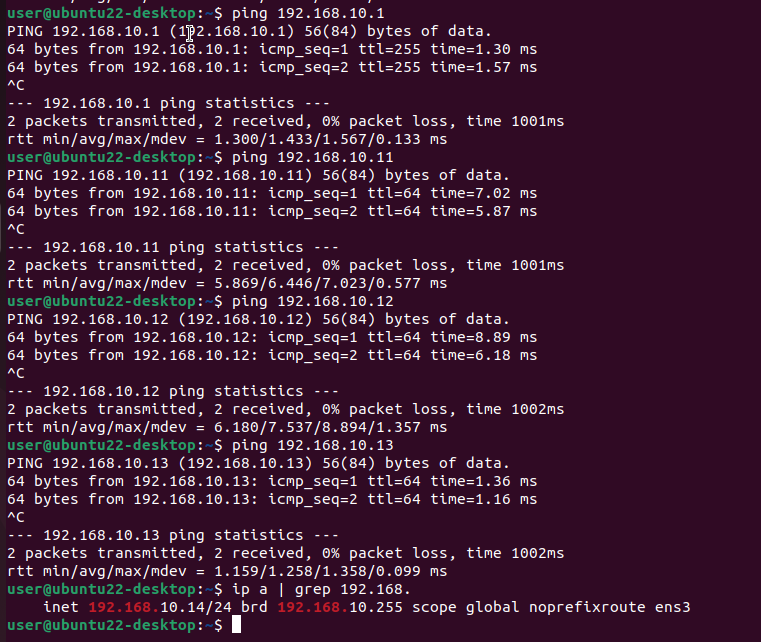 user@ubuntu22-desktop:~$ ping 192.168.10.1
PING 192.168.10.1 (192.168.10.1) 56(84) bytes of data.
64 bytes from 192.168.10.1: icmp_seq=1 ttl=255 time=1.30 ms
64 bytes from 192.168.10.1: icmp_seq=2 ttl=255 time=1.57 ms
^C
--- 192.168.10.1 ping statistics ---
2 packets transmitted, 2 received, 0% packet loss, time 1001ms
rtt min/avg/max/mdev = 1.300/1.433/1.567/0.133 ms
user@ubuntu22-desktop:~$ ping 192.168.10.11
PING 192.168.10.11 (192.168.10.11) 56(84) bytes of data.
64 bytes from 192.168.10.11: icmp_seq=1 ttl=64 time=7.02 ms
64 bytes from 192.168.10.11: icmp_seq=2 ttl=64 time=5.87 ms
^C
--- 192.168.10.11 ping statistics ---
2 packets transmitted, 2 received, 0% packet loss, time 1001ms
rtt min/avg/max/mdev = 5.869/6.446/7.023/0.577 ms
user@ubuntu22-desktop:~$ ping 192.168.10.12
PING 192.168.10.12 (192.168.10.12) 56(84) bytes of data.
64 bytes from 192.168.10.12: icmp_seq=1 ttl=64 time=8.89 ms
64 bytes from 192.168.10.12: icmp_seq=2 ttl=64 time=6.18 ms
^C
--- 192.168.10.12 ping statistics ---
2 packets transmitted, 2 received, 0% packet loss, time 1002ms
rtt min/avg/max/mdev = 6.180/7.537/8.894/1.357 ms
user@ubuntu22-desktop:~$ ping 192.168.10.13
PING 192.168.10.13 (192.168.10.13) 56(84) bytes of data.
64 bytes from 192.168.10.13: icmp_seq=1 ttl=64 time=1.36 ms
64 bytes from 192.168.10.13: icmp_seq=2 ttl=64 time=1.16 ms
^C
--- 192.168.10.13 ping statistics ---
2 packets transmitted, 2 received, 0% packet loss, time 1002ms
rtt min/avg/max/mdev = 1.159/1.258/1.358/0.099 ms
user@ubuntu22-desktop:~$ ip a | grep 192.168.
    inet 192.168.10.14/24 brd 192.168.10.255 scope global noprefixroute ens3
user@ubuntu22-desktop:~$